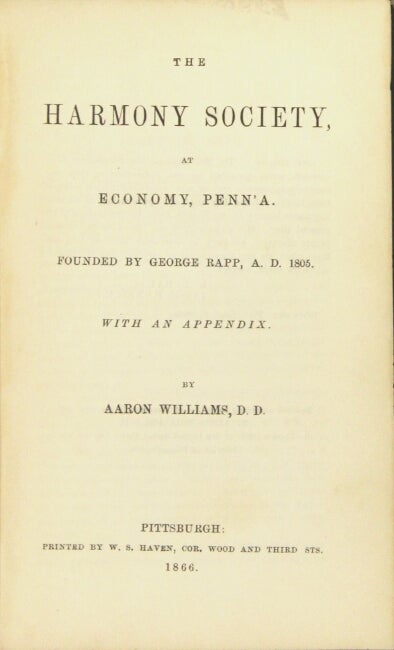 THE
HARMONY SOCIETY,
AT
ECONOMY, PENN'A.
FOUNDED BY GEORGE RAPP, A. D. 1805.
WITH AN APPENDIX.
BY
AARON WILLIAMS, D. D.
PITTSBURGH:
PRINTED BY W. S. HAVEN, COR. WOOD AND THIRD STS.
1866.